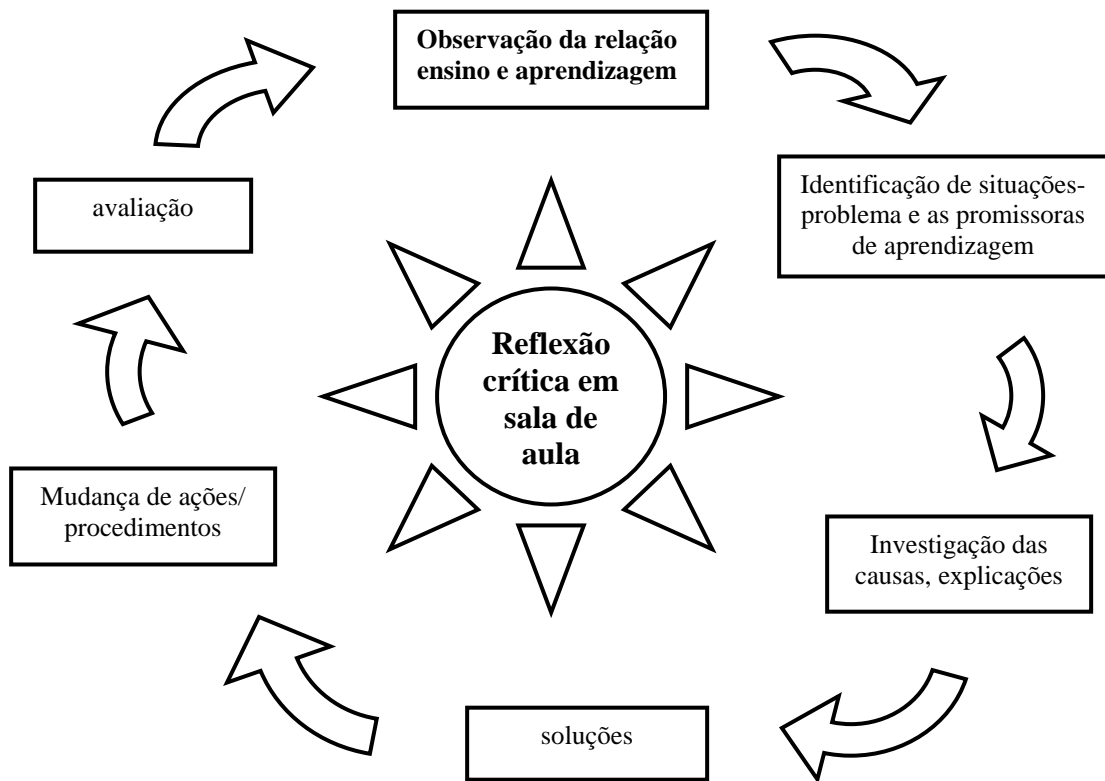 Observação da relação
ensino e aprendizagem
Identificação de situações-
problema e as promissoras
de aprendizagem
Investigação das
causas, explicações
soluções
Mudança de ações/
procedimentos
avaliação
Reflexão
crítica em
sala de
aula